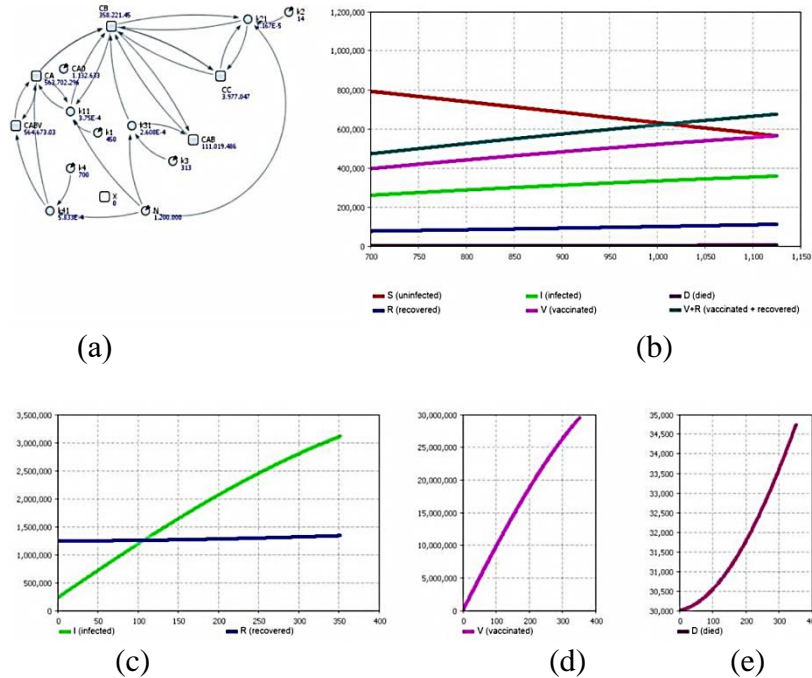 CB
358.221.45
k21
k2
14
CA
563,702.296
CA0
1.132.633
CC
3.977.047
k11
3.75E-4
CABV
564.673.03
k1
450
k31
2.608E-4
CAB
111.019.486
k4
700
k3
313
X
0
k41
5.833E-4
N
1.200.000
1,200,000
1,000,000
800,000
600,000
400,000
200,000
0
700 750 800 850 900 950 1,000 1,050 1,100 1,150
S (uninfected) I (infected) D (died)
R (recovered) V (vaccinated) V+R (vaccinated + recovered)
(a) (b)
3,500,000
3,000,000
2,500,000
2,000,000
1,500,000
1,000,000
500,000
0
0 50 100 150 200 250 300 350 400
I (infected) R (recovered)
30,000,000
25,000,000
20,000,000
15,000,000
10,000,000
5,000,000
0
0 100 200 300 400
V (vaccinated)
35,000
34,500
34,000
33,500
33,000
32,500
32,000
31,500
31,000
30,500
30,000
0 100 200 300 400
D (died)
(c) (d) (e)